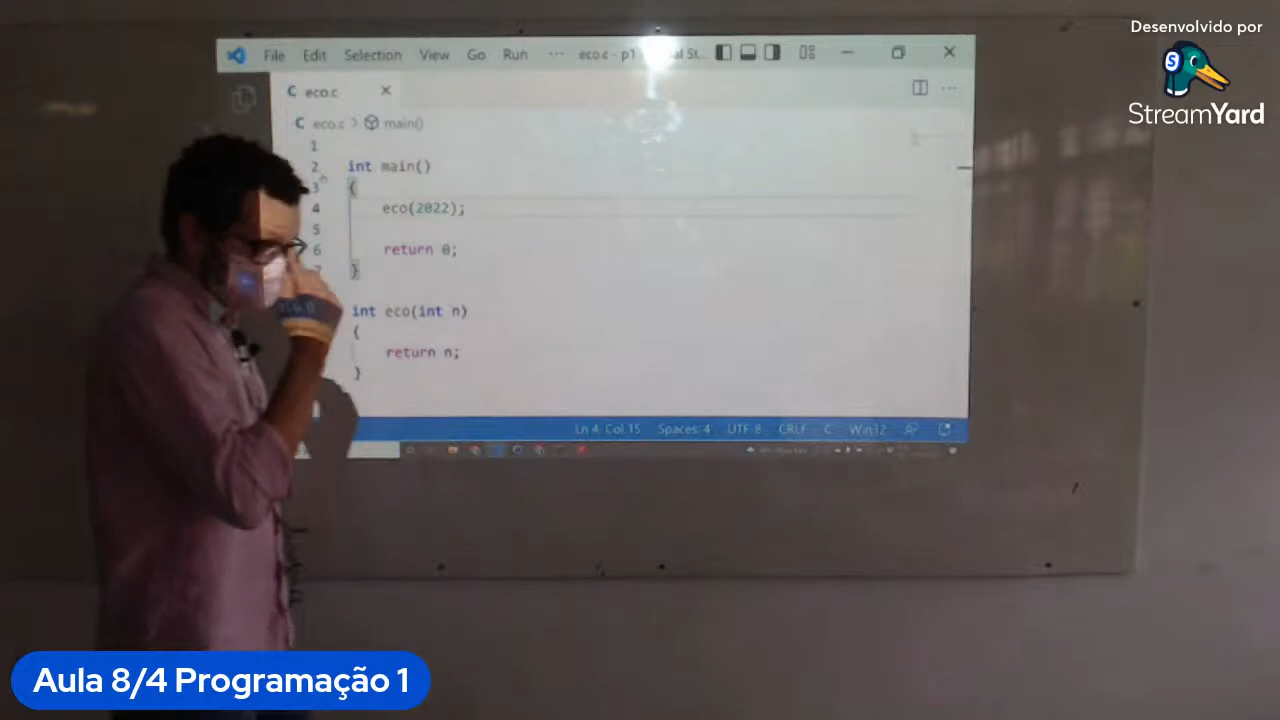 Desenvolvido por
StreamYard
File Edit Selection View Go Run ... eco.c - p1
C eco.c
C eco.c > main()
1
2 int main()
3 {
4 eco(2022);
5
6 return 0;
7 }
int eco(int n)
{
return n;
}
Ln 4, Col 15 Spaces: 4 UTF-8 CRLF C Win32
Aula 8/4 Programação 1